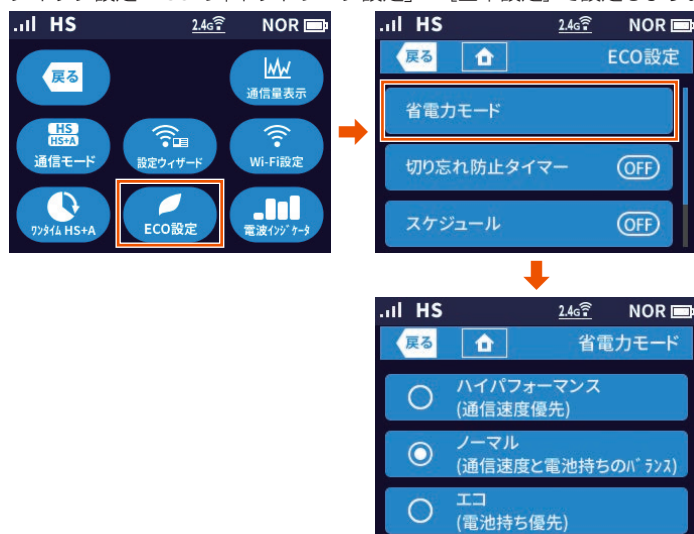 HS 2.4G NOR
戻る
通信量表示
HS
HS+A
通信モード
設定ウィザード
Wi-Fi設定
ワンタイム HS+A
ECO設定
電波インジケータ
HS 2.4G NOR
戻る ECO設定
省電力モード
切り忘れ防止タイマー OFF
スケジュール OFF
HS 2.4G NOR
戻る 省電力モード
ハイパフォーマンス
(通信速度優先)
ノーマル
(通信速度と電池持ちのバランス)
エコ
(電池持ち優先)